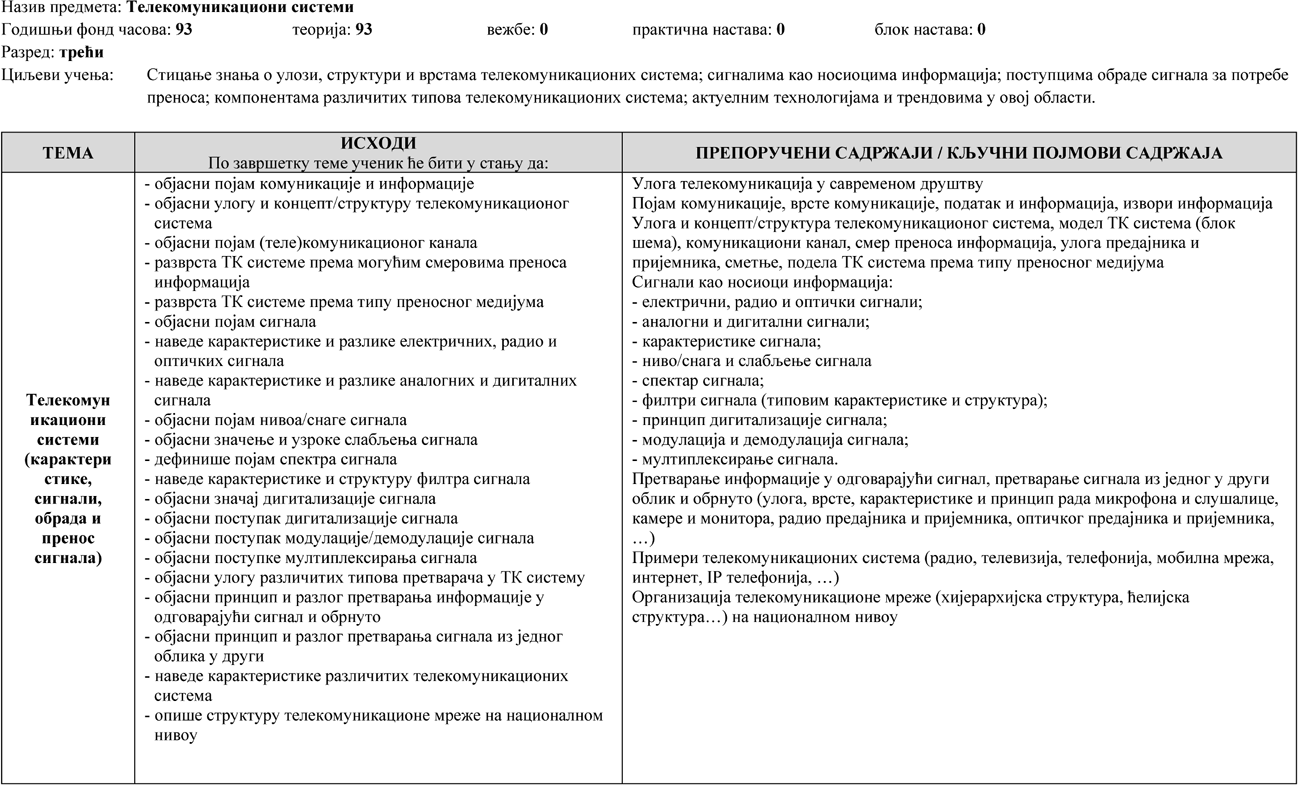 Назив предмета: Телекомуникациони системи
Годишњи фонд часова: 93 теорија: 93 вежбе: 0 практична настава: 0 блок настава: 0
Разред: трећи
Циљеви учења: Стицање знања о улози, структури и врстама телекомуникационих система; сигналима као носиоцима информација; поступцима обраде сигнала за потребе
преноса; компонентама различитих типова телекомуникационих система; актуелним технологијама и трендовима у овој области.
ТЕМА
ИСХОДИ
По завршетку теме ученик ће бити у стању да:
ПРЕПОРУЧЕНИ САДРЖАЈИ / КЉУЧНИ ПОЈМОВИ САДРЖАЈА
Телекомун
икациони
системи
(карактери
стике,
сигнали,
обрада и
пренос
сигнала)
- објасни појам комуникације и информације
- објасни улогу и концепт/структуру телекомуникационог
система
- објасни појам (теле)комуникационог канала
- разврста ТК системе према могућим смеровима преноса
информација
- разврста ТК системе према типу преносног медијума
- објасни појам сигнала
- наведе карактеристике и разлике електричних, радио и
оптичких сигнала
- наведе карактеристике и разлике аналогних и дигиталних
сигнала
- објасни појам нивоа/снаге сигнала
- објасни значење и узроке слабљења сигнала
- дефинише појам спектра сигнала
- наведе карактеристике и структуру филтра сигнала
- објасни значај дигитализације сигнала
- објасни поступак дигитализације сигнала
- објасни поступак модулације/демодулације сигнала
- објасни поступке мултиплексирања сигнала
- објасни улогу различитих типова претварача у ТК систему
- објасни принцип и разлог претварања информације у
одговарајући сигнал и обрнуто
- објасни принцип и разлог претварања сигнала из једног
облика у други
- наведе карактеристике различитих телекомуникационих
система
- опише структуру телекомуникационе мреже на националном
нивоу
Улога телекомуникација у савременом друштву
Појам комуникације, врсте комуникације, податак и информација, извори информација
Улога и концепт/структура телекомуникационог система, модел ТК система (блок
шема), комуникациони канал, смер преноса информација, улога предајника и
пријемника, сметње, подела ТК система према типу преносног медијума
Сигнали као носиоци информација:
- електрични, радио и оптички сигнали;
- аналогни и дигитални сигнали;
- карактеристике сигнала;
- ниво/снага и слабљење сигнала
- спектар сигнала;
- филтри сигнала (типовим карактеристике и структура);
- принцип дигитализације сигнала;
- модулација и демодулација сигнала;
- мултиплексирање сигнала.
Претварање информације у одговарајући сигнал, претварање сигнала из једног у други
облик и обрнуто (улога, врсте, карактеристике и принцип рада микрофона и слушалице,
камере и монитора, радио предајника и пријемника, оптичког предајника и пријемника,
…)
Примери телекомуникационих система (радио, телевизија, телефонија, мобилна мрежа,
интернет, IP телефонија, …)
Организација телекомуникационе мреже (хијерархијска структура, ћелијска
структура…) на националном нивоу